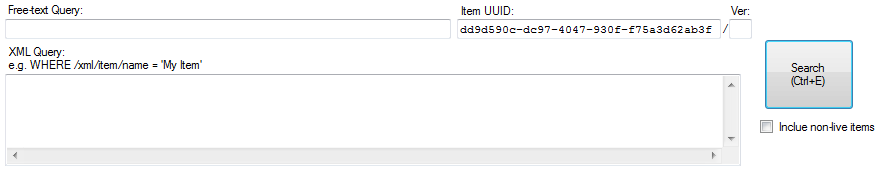 Free-text Query:
Item UUID:
Ver:
dd9d590c-dc97-4047-930f-f75a3d62ab3f /
XML Query:
e.g. WHERE /xml/item/name = 'My Item'
Search
(Ctrl+E)
Inclue non-live items